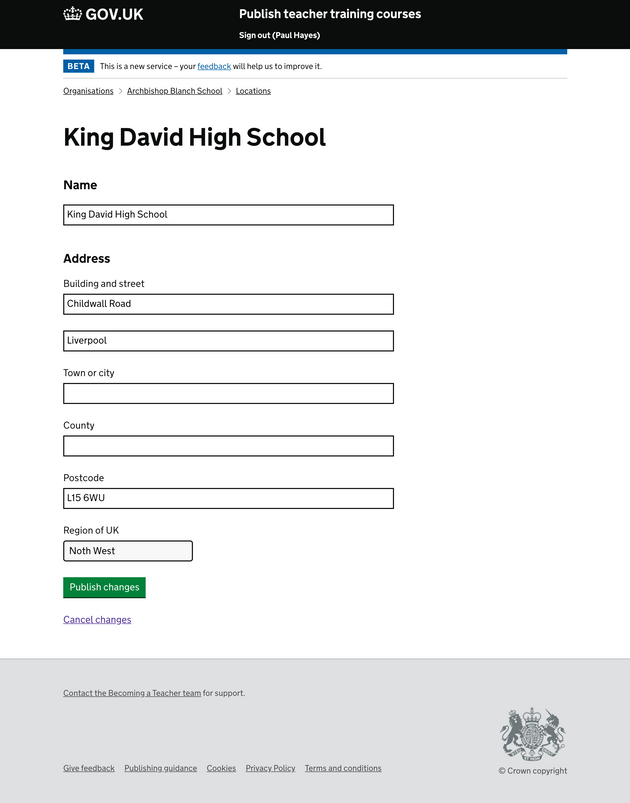 GOV.UK
Publish teacher training courses
Sign out (Paul Hayes)
BETA This is a new service – your feedback will help us to improve it.
Organisations > Archbishop Blanch School > Locations
King David High School
Name
King David High School
Address
Building and street
Childwall Road
Liverpool
Town or city
County
Postcode
L15 6WU
Region of UK
Noth West
Publish changes
Cancel changes
Contact the Becoming a Teacher team for support.
Give feedback Publishing guidance Cookies Privacy Policy Terms and conditions
© Crown copyright